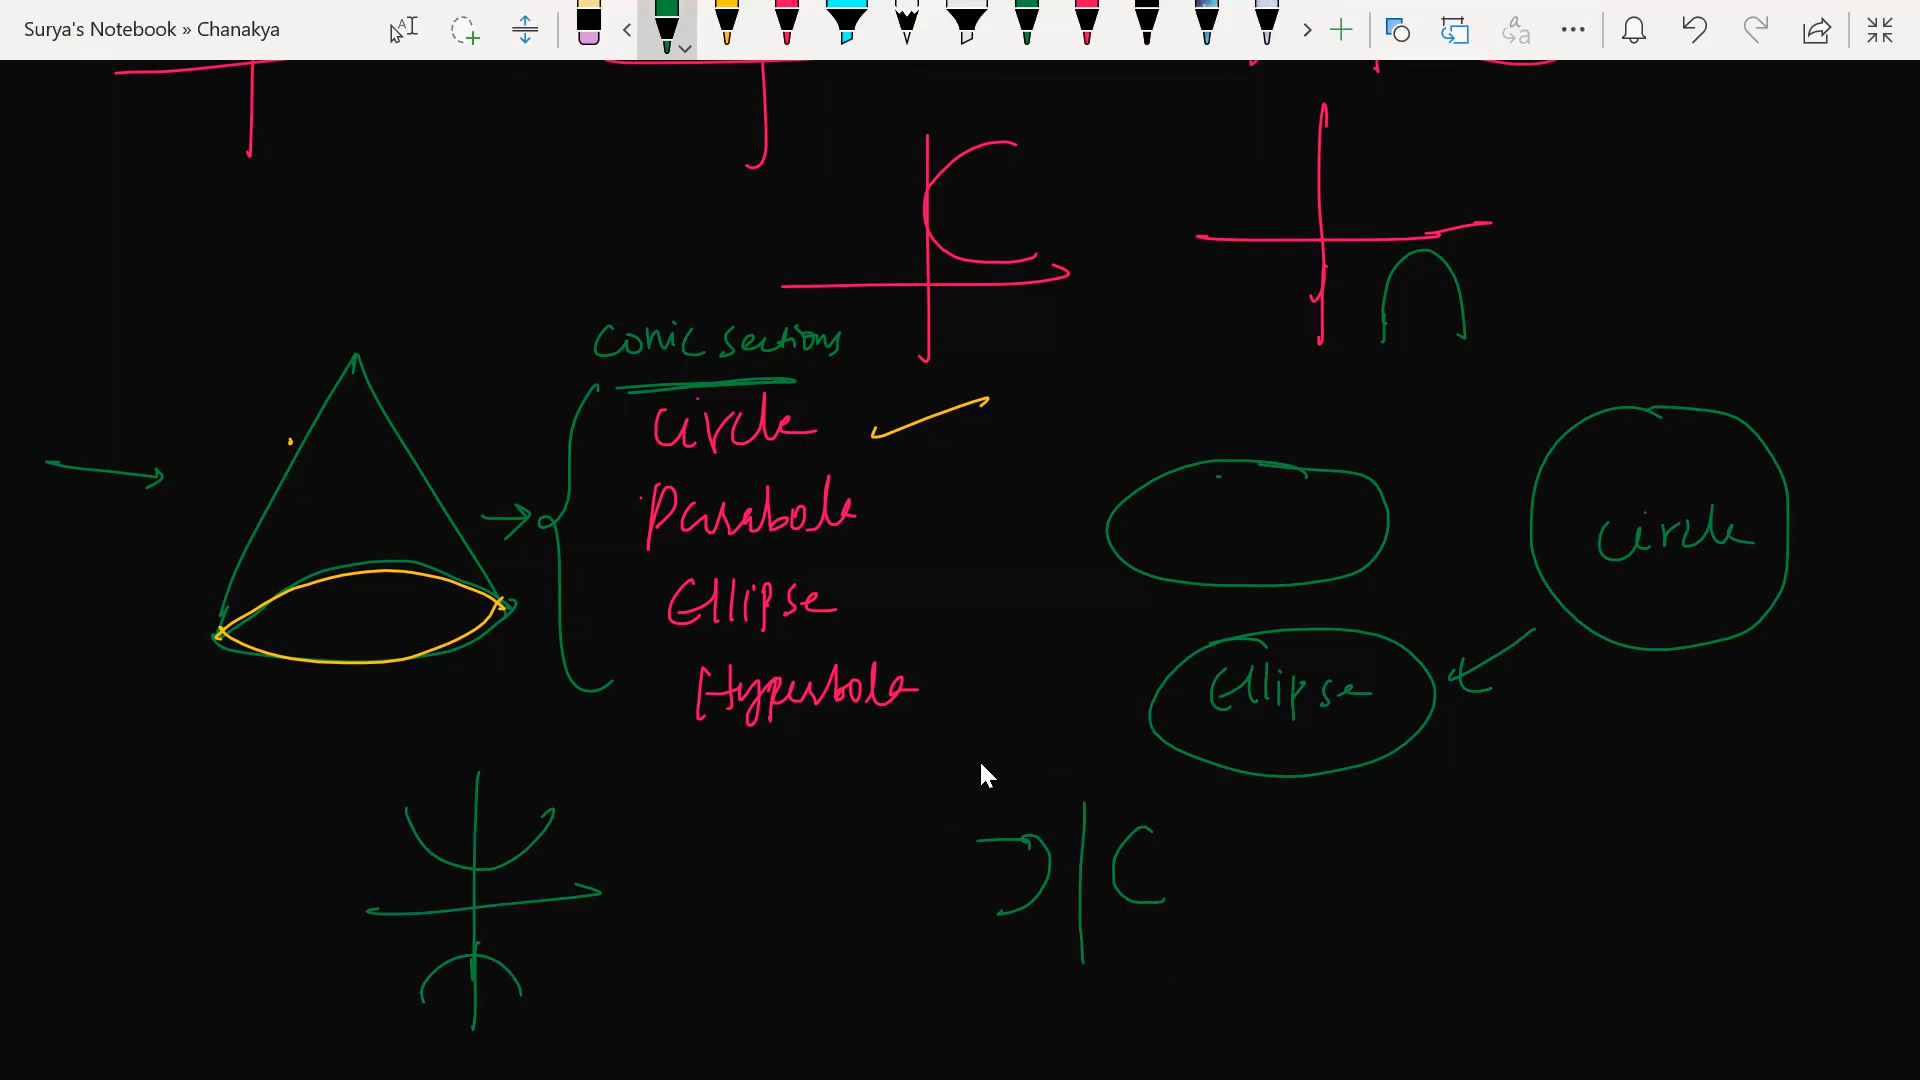 Surya's Notebook » Chanakya
Conic sections
Circle
Parabola
Ellipse
Hyperbola
Circle
Ellipse